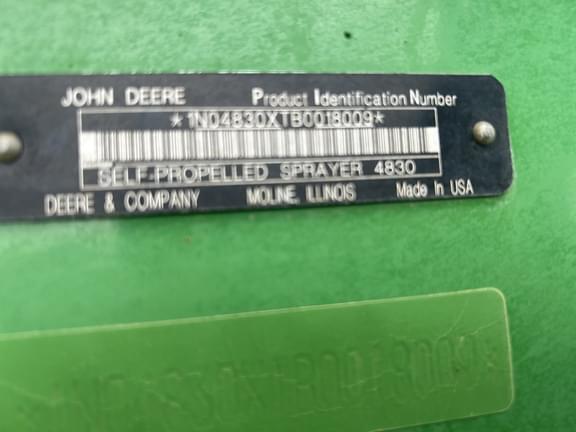 JOHN DEERE Product Identification Number
*1N04830XTB0018009*
SELF-PROPELLED SPRAYER 4830
DEERE & COMPANY MOLINE, ILLINOIS Made in USA